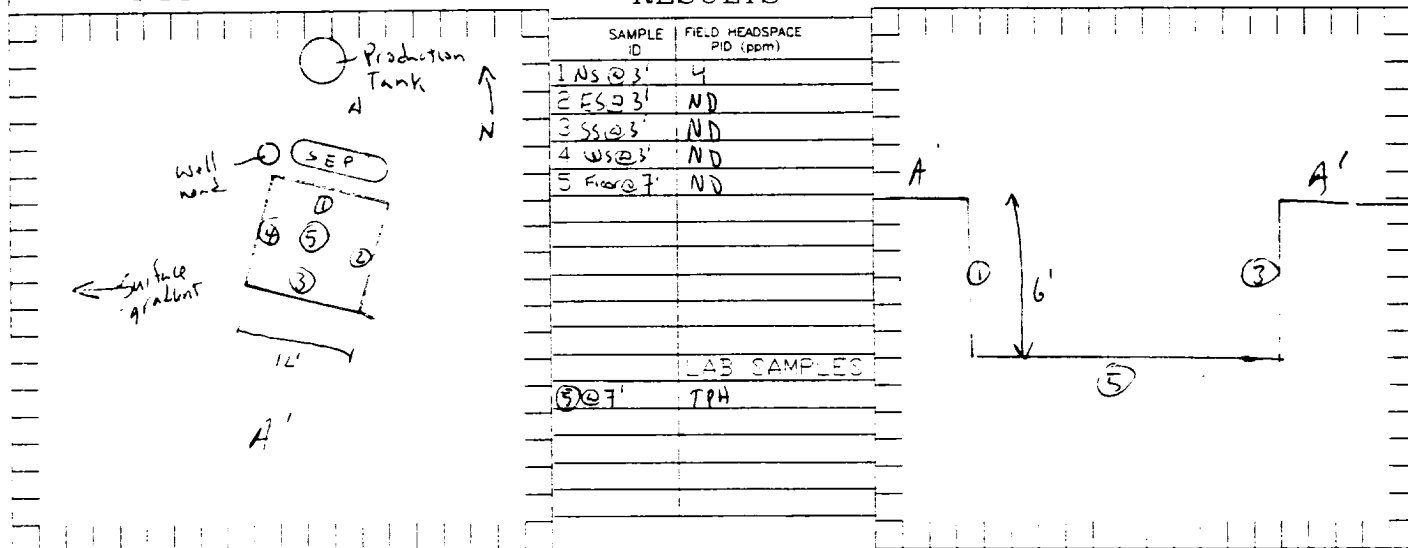 RESULTS
Production
Tank
A
N
Well
head
SEP
①
④ ⑤ ②
③
Surface
gradient
12'
A'
SAMPLE ID FIELD HEADSPACE PID (ppm)
1 NS @ 3' 4
2 ES @ 3' ND
3 SS @ 3' ND
4 WS @ 3' ND
5 Floor @ 7' ND
LAB SAMPLES
⑤ @ 7' TPH
A A'
① 6' ③
⑤